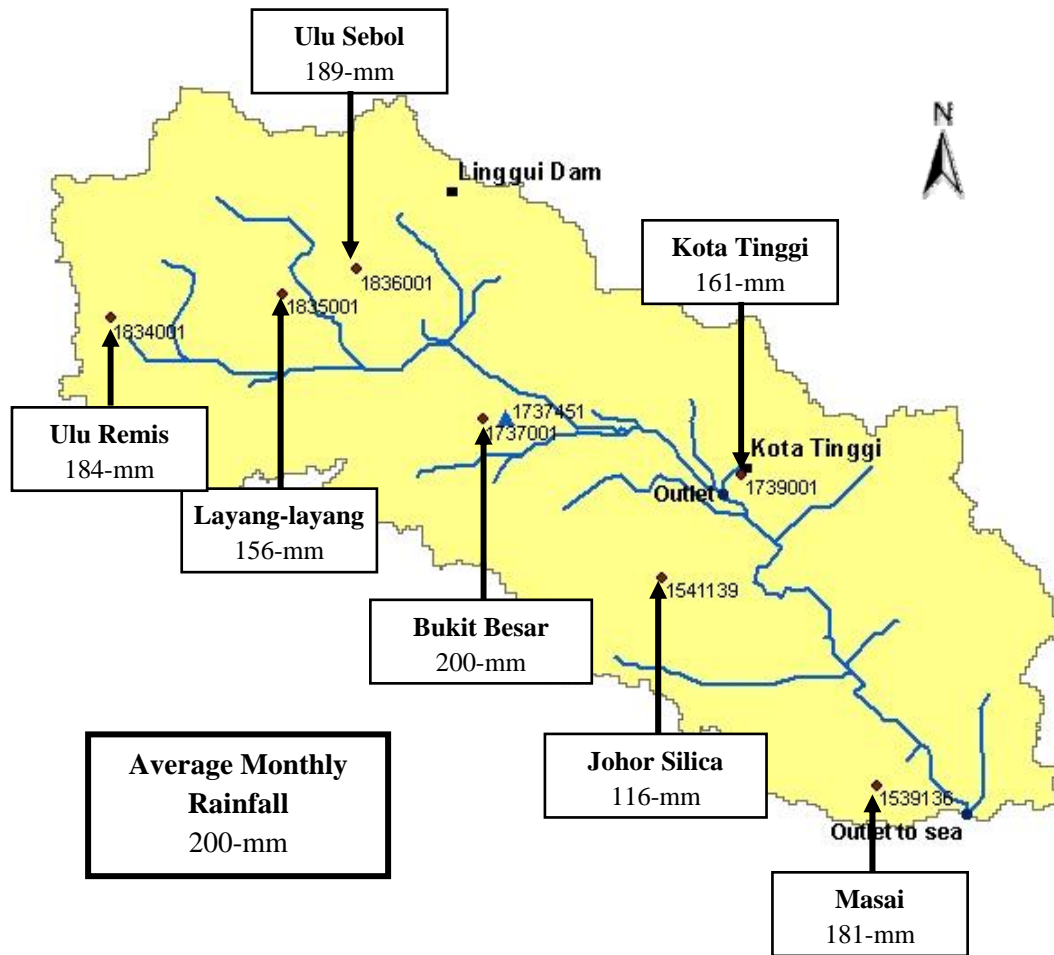 Ulu Sebol
189-mm
N
Linggui Dam
Kota Tinggi
161-mm
1836001
1835001
1834001
1737451
1737001
Ulu Remis
184-mm
Kota Tinggi
1739001
Outlet
Layang-layang
156-mm
1541139
Bukit Besar
200-mm
Average Monthly
Rainfall
200-mm
Johor Silica
116-mm
1539136
Outlet to sea
Masai
181-mm